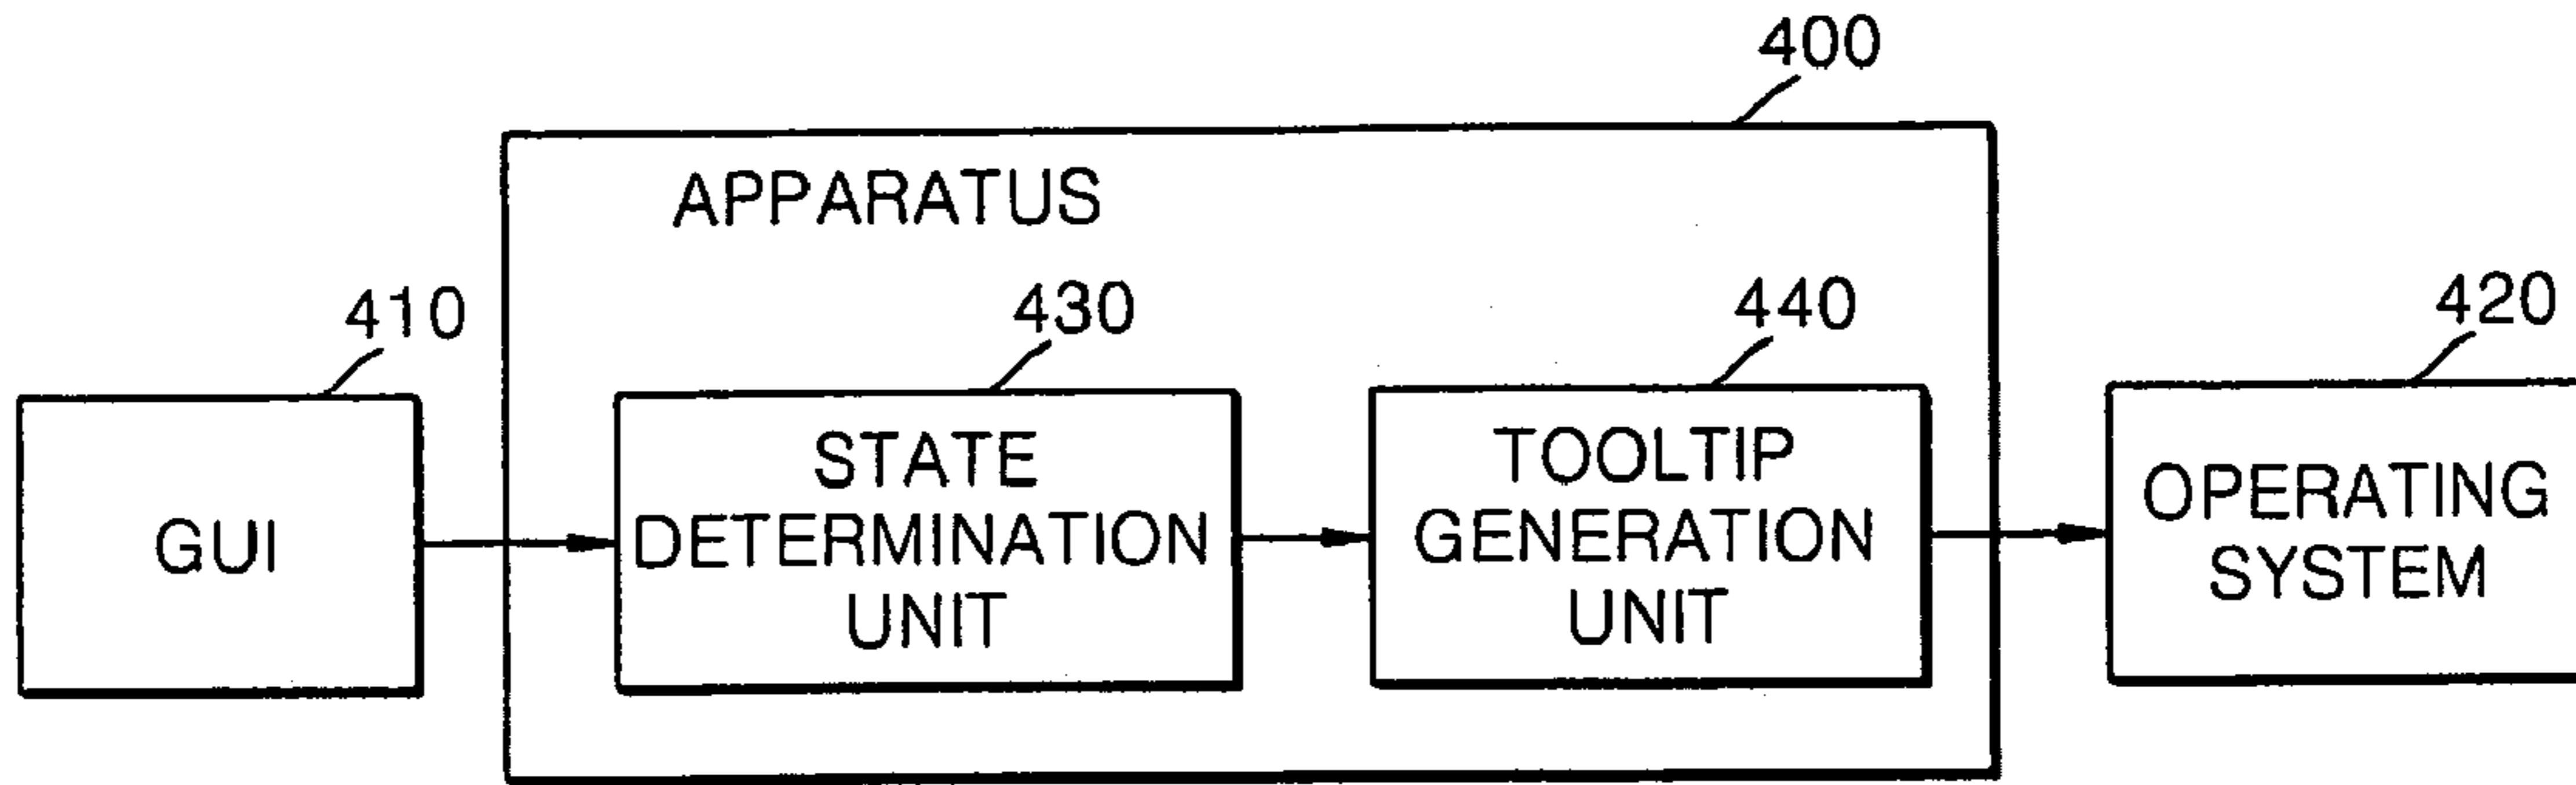 400
APPARATUS
410
430
440
420
GUI
STATE
DETERMINATION
UNIT
TOOLTIP
GENERATION
UNIT
OPERATING
SYSTEM